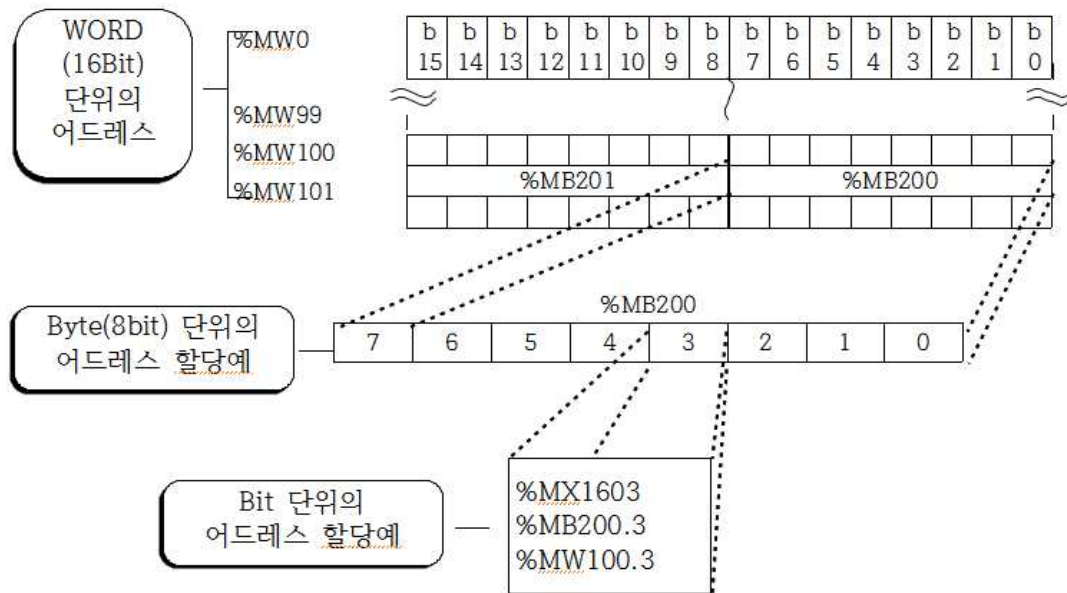 WORD
(16Bit)
단위의
어드레스
%MW0
%MW99
%MW100
%MW101
b b b b b b b b b b b b b b b b
15 14 13 12 11 10 9 8 7 6 5 4 3 2 1 0
%MB201 %MB200
%MB200
Byte(8bit) 단위의
어드레스 할당예
7 6 5 4 3 2 1 0
Bit 단위의
어드레스 할당예
%MX1603
%MB200.3
%MW100.3